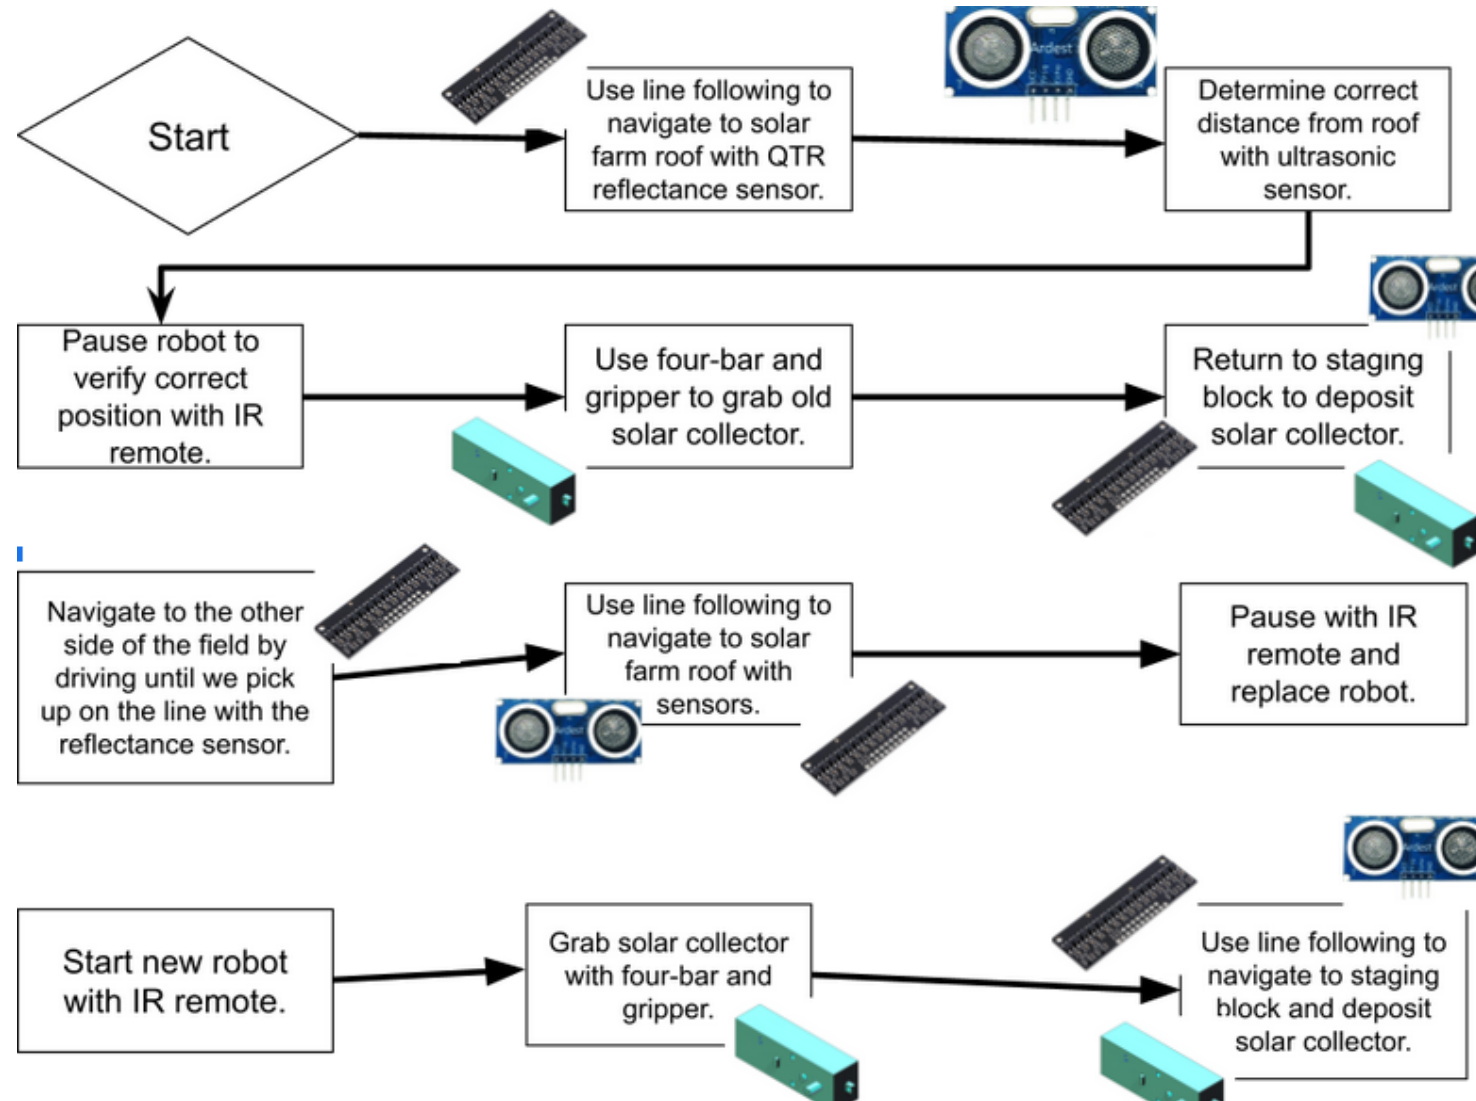 Start
Use line following to
navigate to solar
farm roof with QTR
reflectance sensor.
Ardest
Determine correct
distance from roof
with ultrasonic
sensor.
Pause robot to
verify correct
position with IR
remote.
Use four-bar and
gripper to grab old
solar collector.
Return to staging
block to deposit
solar collector.
Navigate to the other
side of the field by
driving until we pick
up on the line with the
reflectance sensor.
Use line following to
navigate to solar
farm roof with
sensors.
Ardest
Pause with IR
remote and
replace robot.
Start new robot
with IR remote.
Grab solar collector
with four-bar and
gripper.
Ardest
Use line following to
navigate to staging
block and deposit
solar collector.